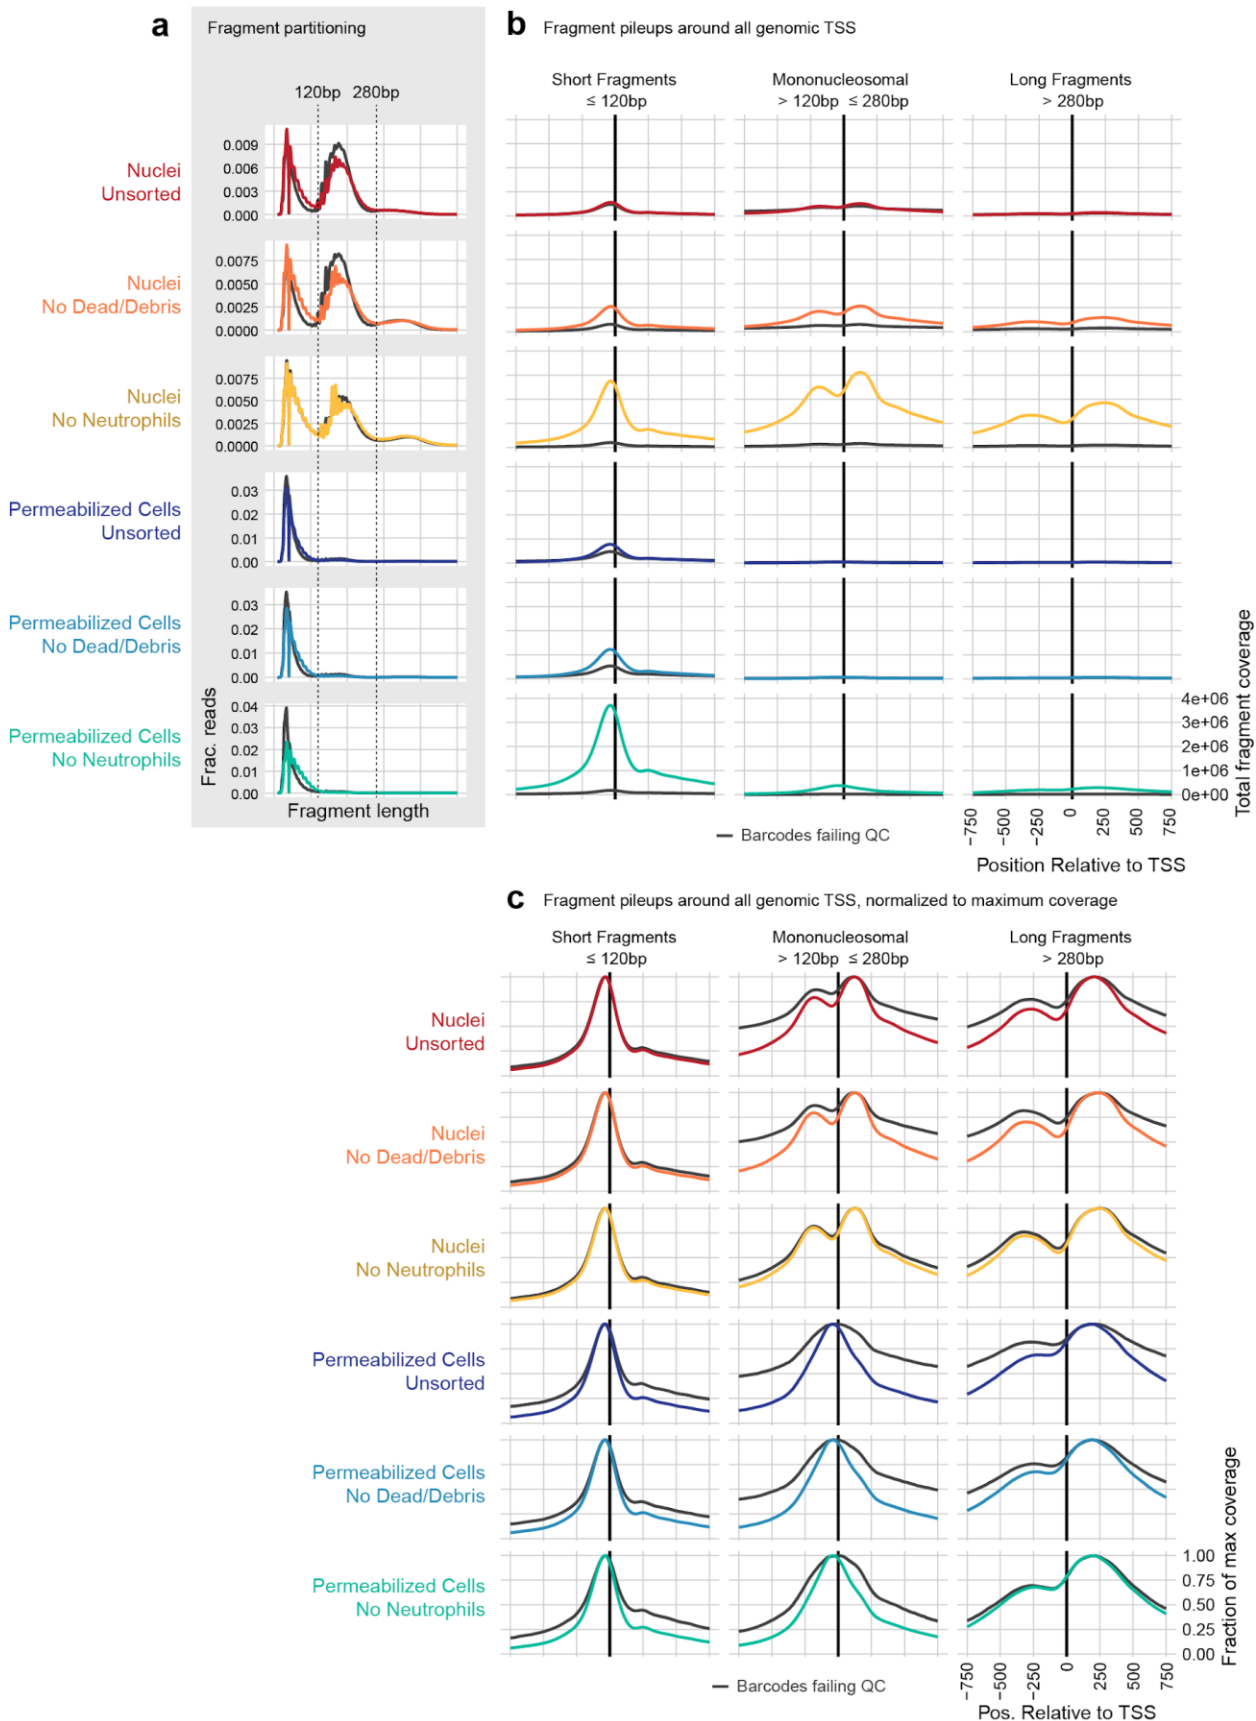 a Fragment partitioning
120bp 280bp
Nuclei
Unsorted
0.009
0.006
0.003
0.000
Nuclei
No Dead/Debris
0.0075
0.0050
0.0025
0.0000
Nuclei
No Neutrophils
0.0075
0.0050
0.0025
0.0000
Permeabilized Cells
Unsorted
0.03
0.02
0.01
0.00
Permeabilized Cells
No Dead/Debris
0.03
0.02
0.01
0.00
Permeabilized Cells
No Neutrophils
0.04
0.03
0.02
0.01
0.00
Frac. reads
Fragment length
b Fragment pileups around all genomic TSS
Short Fragments
≤ 120bp
Mononucleosomal
> 120bp ≤ 280bp
Long Fragments
> 280bp
4e+06
3e+06
2e+06
1e+06
0e+00
Total fragment coverage
−750
−500
−250
0
250
500
750
Position Relative to TSS
Barcodes failing QC
c Fragment pileups around all genomic TSS, normalized to maximum coverage
Short Fragments
≤ 120bp
Mononucleosomal
> 120bp ≤ 280bp
Long Fragments
> 280bp
Nuclei
Unsorted
Nuclei
No Dead/Debris
Nuclei
No Neutrophils
Permeabilized Cells
Unsorted
Permeabilized Cells
No Dead/Debris
Permeabilized Cells
No Neutrophils
1.00
0.75
0.50
0.25
0.00
Fraction of max coverage
−750
−500
−250
0
250
500
750
Pos. Relative to TSS
Barcodes failing QC